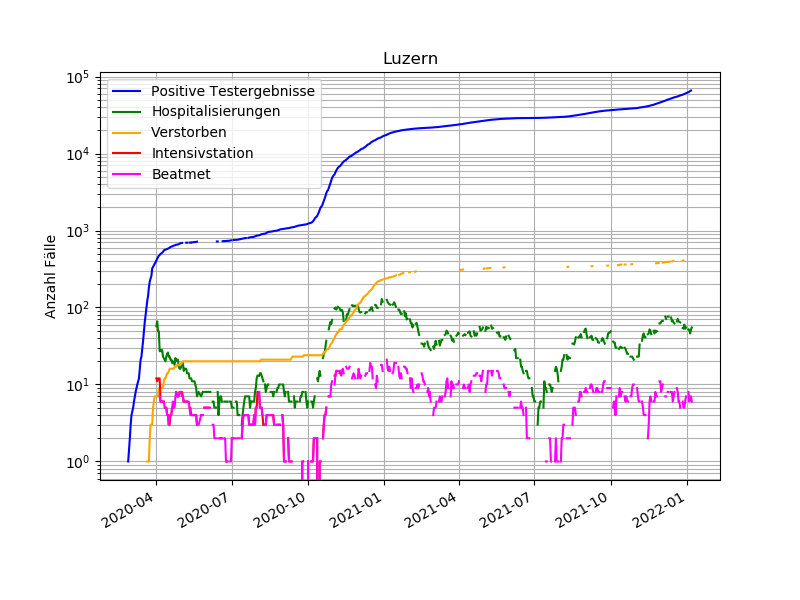 Luzern
Anzahl Fälle
10^5
10^4
10^3
10^2
10^1
10^0
Positive Testergebnisse
Hospitalisierungen
Verstorben
Intensivstation
Beatmet
2020-04
2020-07
2020-10
2021-01
2021-04
2021-07
2021-10
2022-01